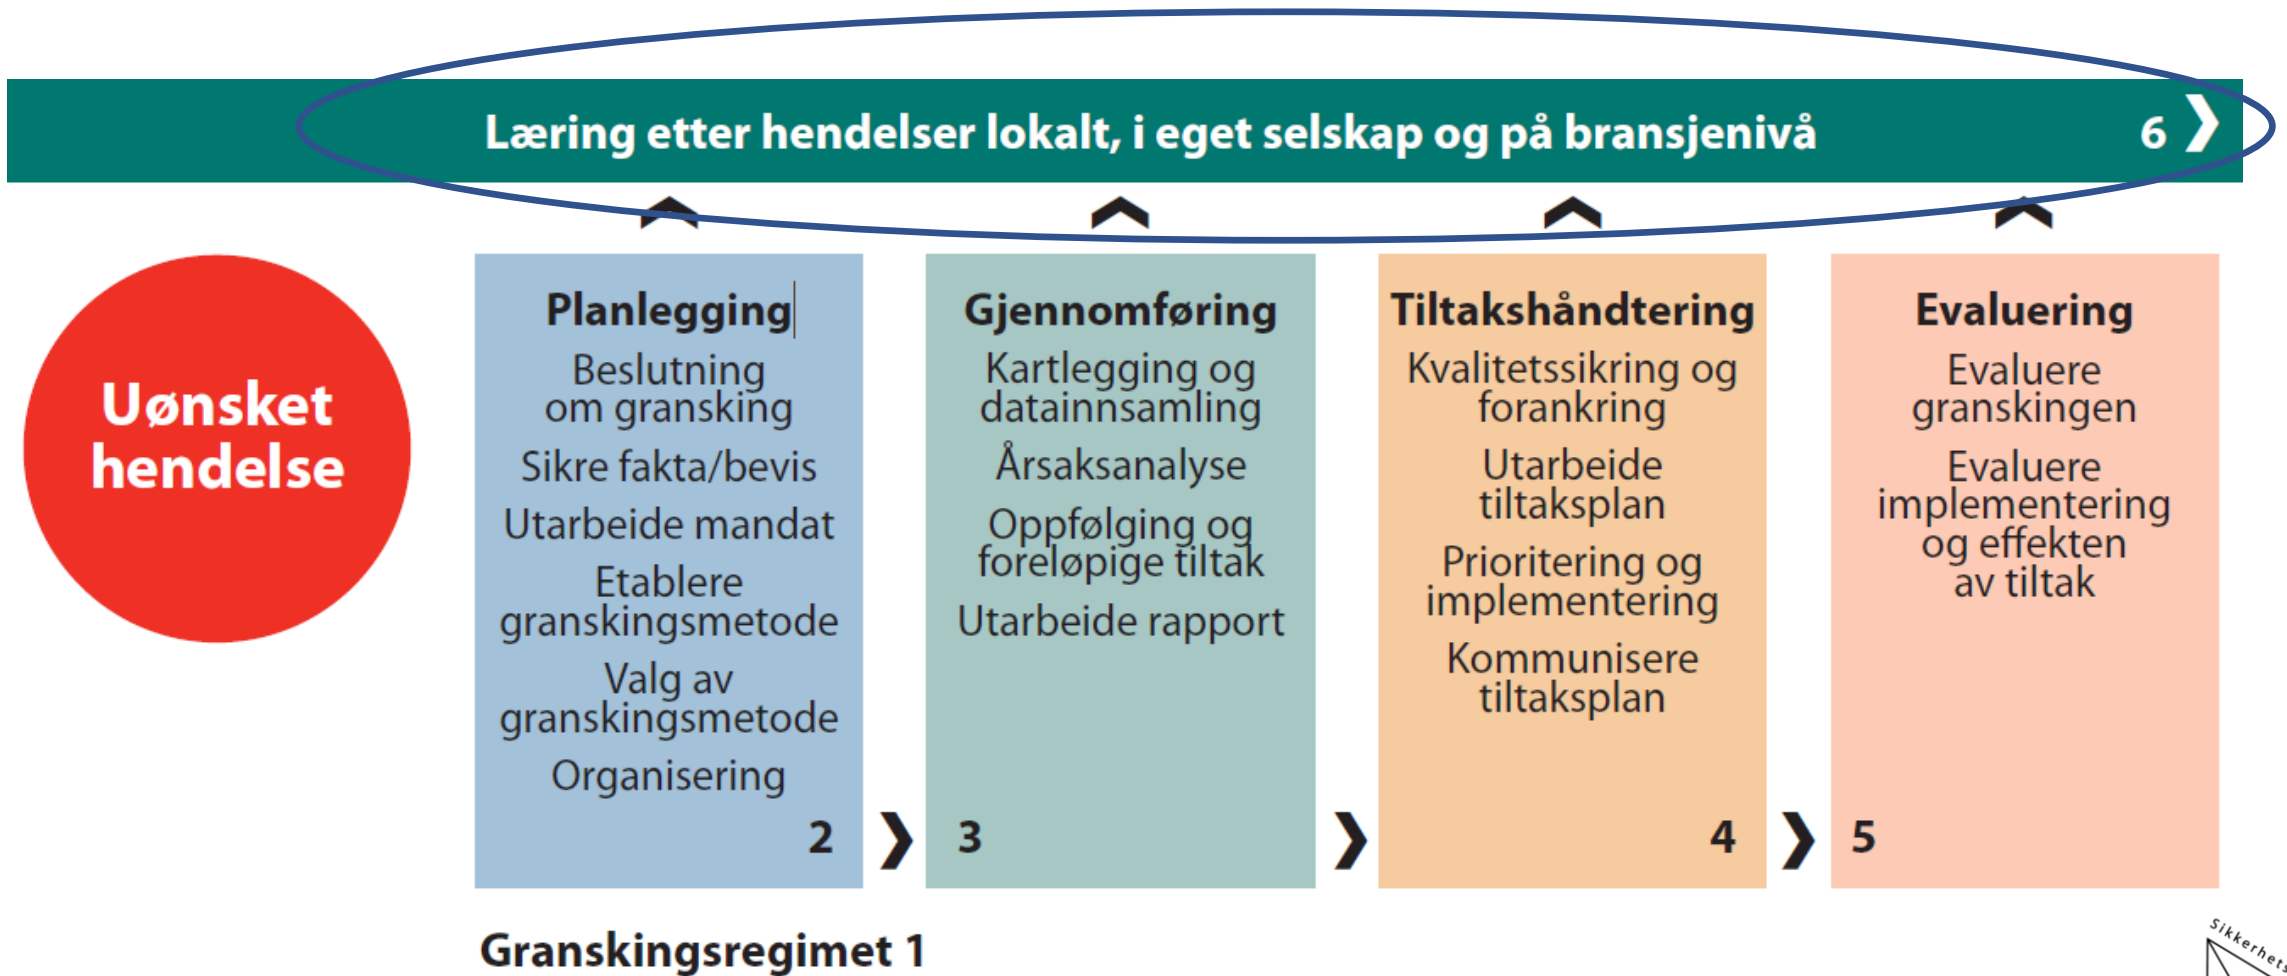 Læring etter hendelser lokalt, i eget selskap og på bransjenivå
6
Uønsket
hendelse
Planlegging
Beslutning
om gransking
Sikre fakta/bevis
Utarbeide mandat
Etablere
granskingsmetode
Valg av
granskingsmetode
Organisering
2
Gjennomføring
Kartlegging og
datainnsamling
Årsaksanalyse
Oppfølging og
foreløpige tiltak
Utarbeide rapport
3
Tiltakshåndtering
Kvalitetssikring og
forankring
Utarbeide
tiltaksplan
Prioritering og
implementering
Kommunisere
tiltaksplan
4
Evaluering
Evaluere
granskingen
Evaluere
implementering
og effekten
av tiltak
5
Granskingsregimet 1
Sikkerhets